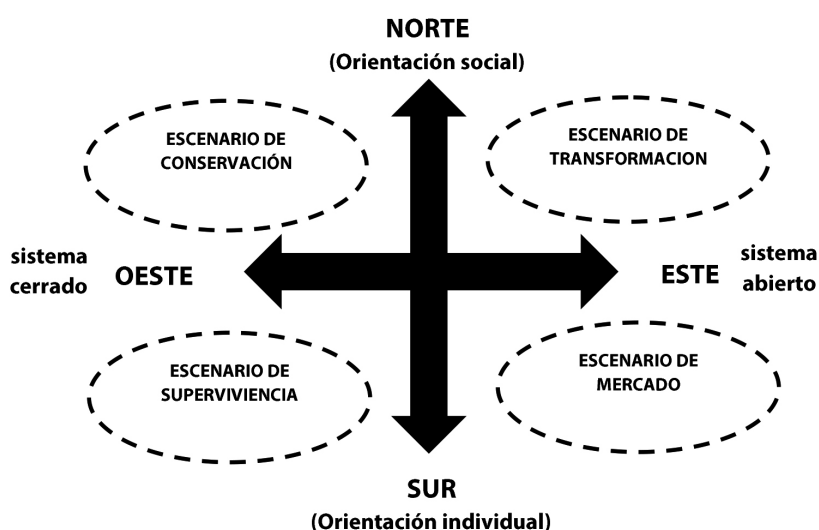 NORTE
(Orientación social)
ESCENARIO DE
CONSERVACIÓN
ESCENARIO DE
TRANSFORMACION
sistema
cerrado
OESTE
ESTE
sistema
abierto
ESCENARIO DE
SUPERVIVIENCIA
ESCENARIO DE
MERCADO
SUR
(Orientación individual)